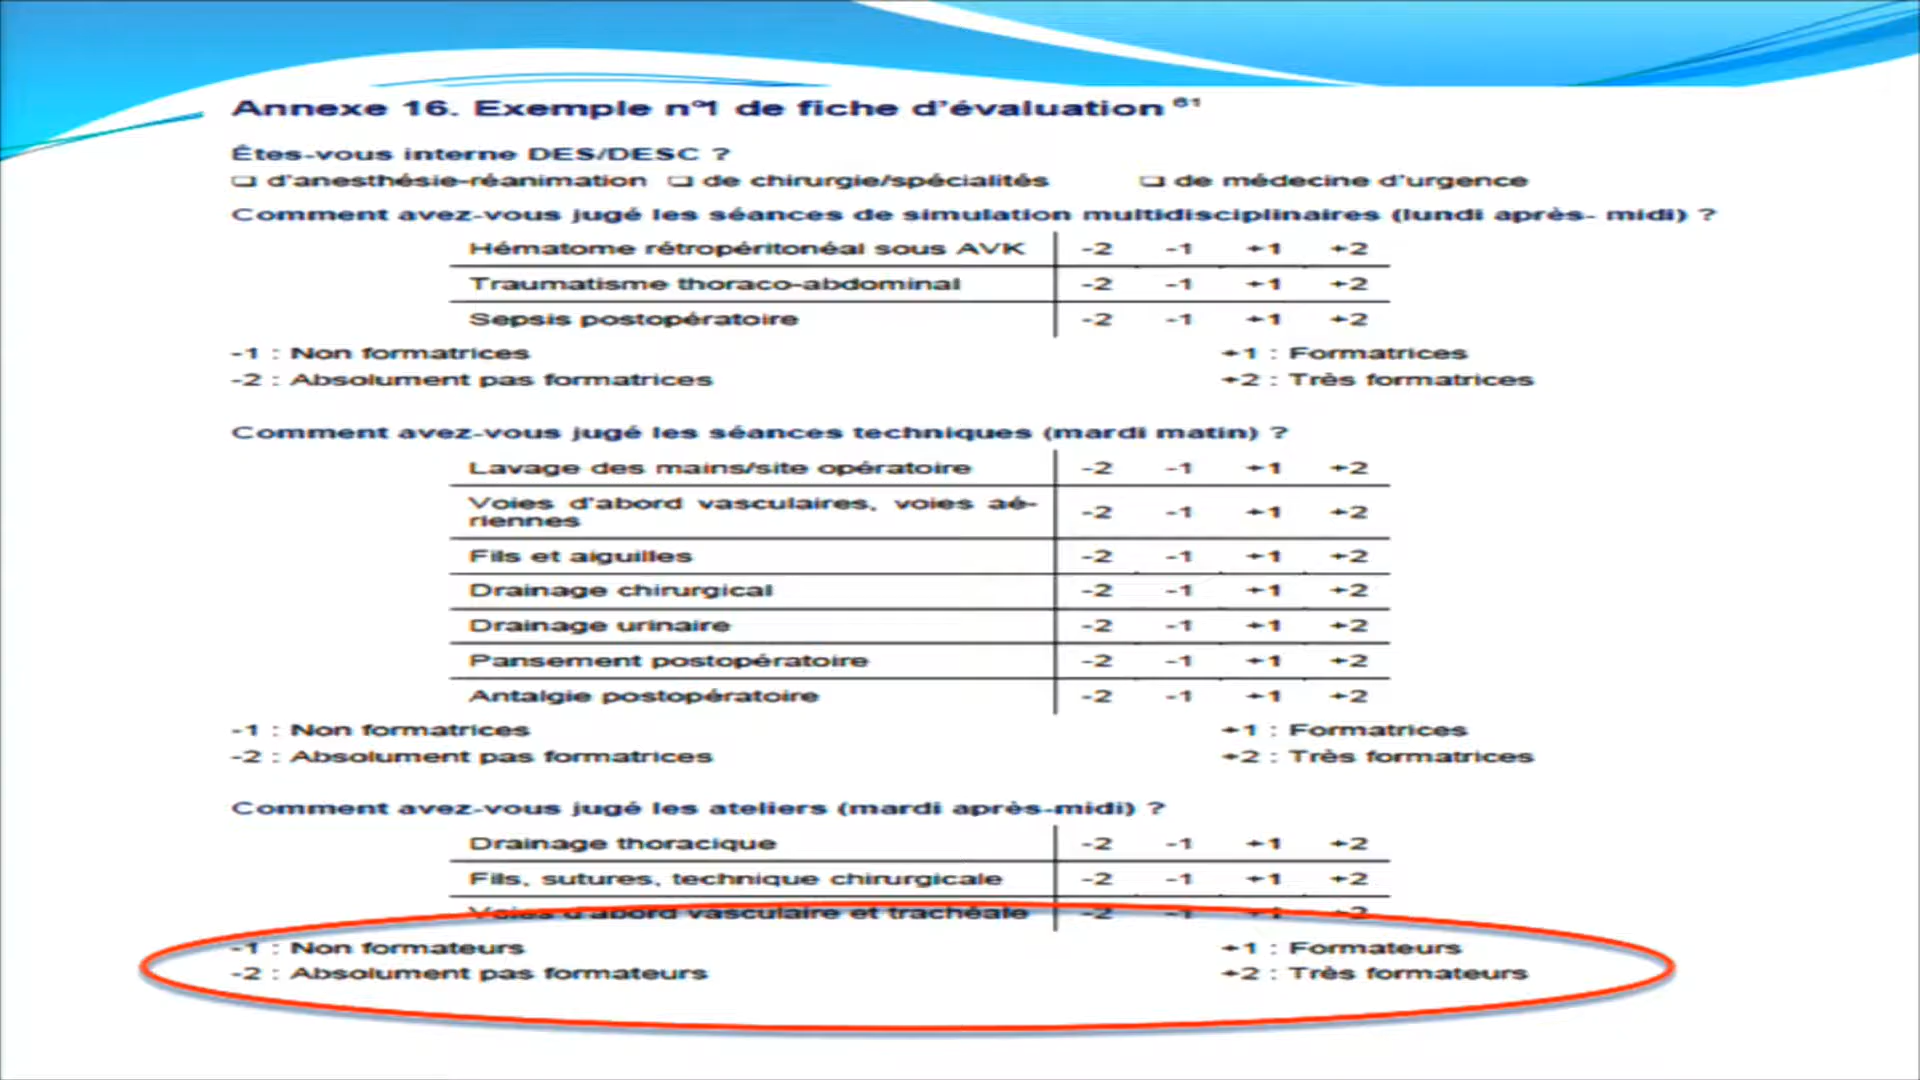 Annexe 16. Exemple n°1 de fiche d'évaluation 61
Êtes-vous interne DES/DESC ?
❑ d'anesthésie-réanimation ❑ de chirurgie/spécialités ❑ de médecine d'urgence
Comment avez-vous jugé les séances de simulation multidisciplinaires (lundi après- midi) ?
Hématome rétropéritonéal sous AVK -2 -1 +1 +2
Traumatisme thoraco-abdominal -2 -1 +1 +2
Sepsis postopératoire -2 -1 +1 +2
-1 : Non formatrices +1 : Formatrices
-2 : Absolument pas formatrices +2 : Très formatrices
Comment avez-vous jugé les séances techniques (mardi matin) ?
Lavage des mains/site opératoire -2 -1 +1 +2
Voies d'abord vasculaires, voies aé-
riennes -2 -1 +1 +2
Fils et aiguilles -2 -1 +1 +2
Drainage chirurgical -2 -1 +1 +2
Drainage urinaire -2 -1 +1 +2
Pansement postopératoire -2 -1 +1 +2
Antalgie postopératoire -2 -1 +1 +2
-1 : Non formatrices +1 : Formatrices
-2 : Absolument pas formatrices +2 : Très formatrices
Comment avez-vous jugé les ateliers (mardi après-midi) ?
Drainage thoracique -2 -1 +1 +2
Fils, sutures, technique chirurgicale -2 -1 +1 +2
Voies d'abord vasculaire et trachéale -2 -1 +1 +2
-1 : Non formateurs +1 : Formateurs
-2 : Absolument pas formateurs +2 : Très formateurs